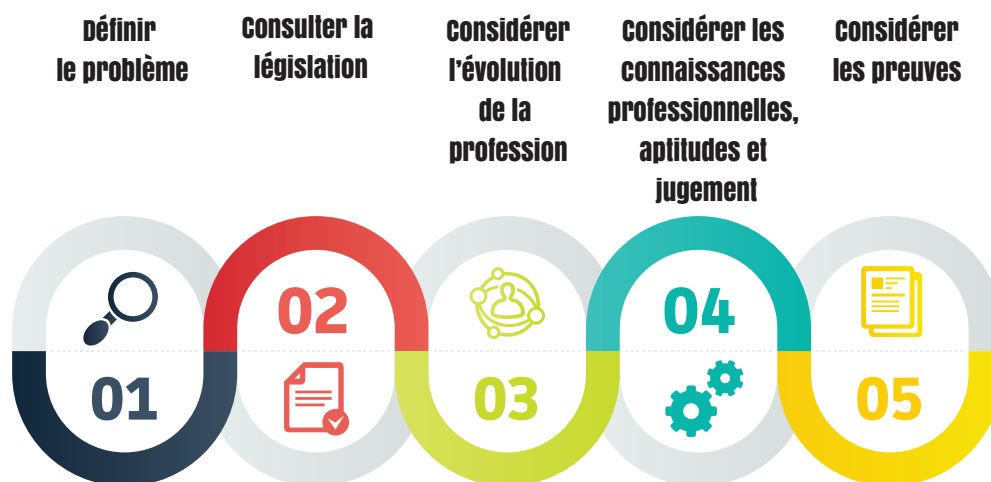 Définir
le problème
Consulter la
législation
Considérer
l'évolution
de la
profession
Considérer les
connaissances
professionnelles,
aptitudes et
jugement
Considérer
les preuves
01
02
03
04
05